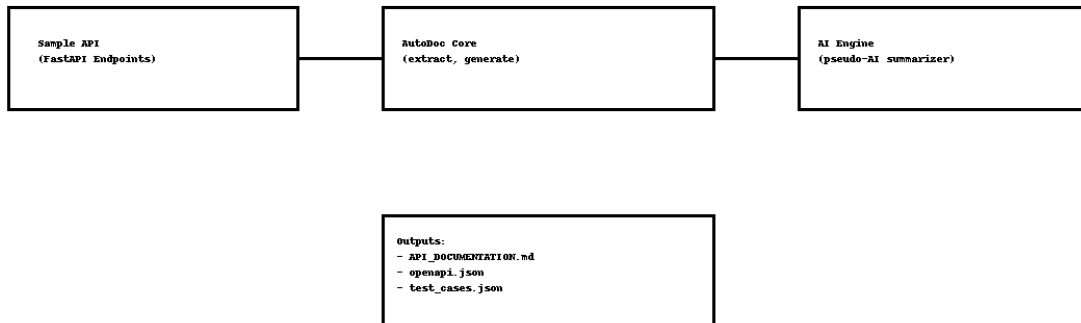 Sample API
(FastAPI Endpoints)
AutoDoc Core
(extract, generate)
AI Engine
(pseudo-AI summarizer)
Outputs:
- API_DOCUMENTATION.md
- openapi.json
- test_cases.json